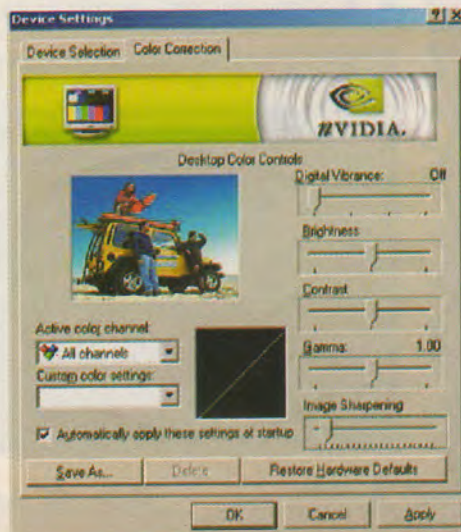 Device Settings
Device Selection
Color Correction
NVIDIA.
Desktop Color Controls
Digital Vibrance: Off
Brightness
Contrast
Active color channel:
All channels
Gamma: 1.00
Custom color settings:
Image Sharpening
Automatically apply these settings at startup
Save As...
Delete
Restore Hardware Defaults
OK
Cancel
Apply